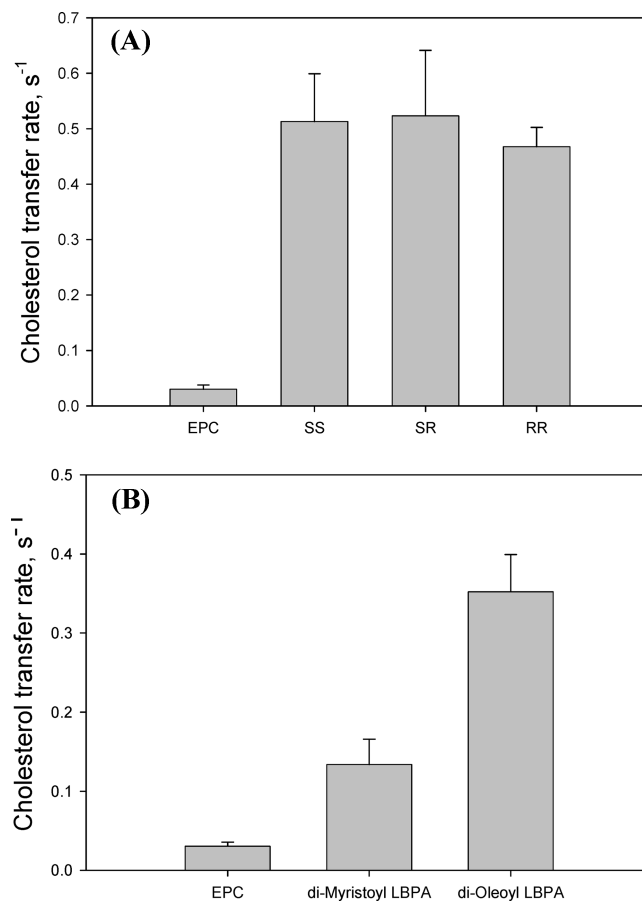 (A)
Cholesterol transfer rate, s⁻¹
0.7
0.6
0.5
0.4
0.3
0.2
0.1
0.0
EPC SS SR RR
(B)
Cholesterol transfer rate, s⁻¹
0.5
0.4
0.3
0.2
0.1
0.0
EPC di-Myristoyl LBPA di-Oleoyl LBPA